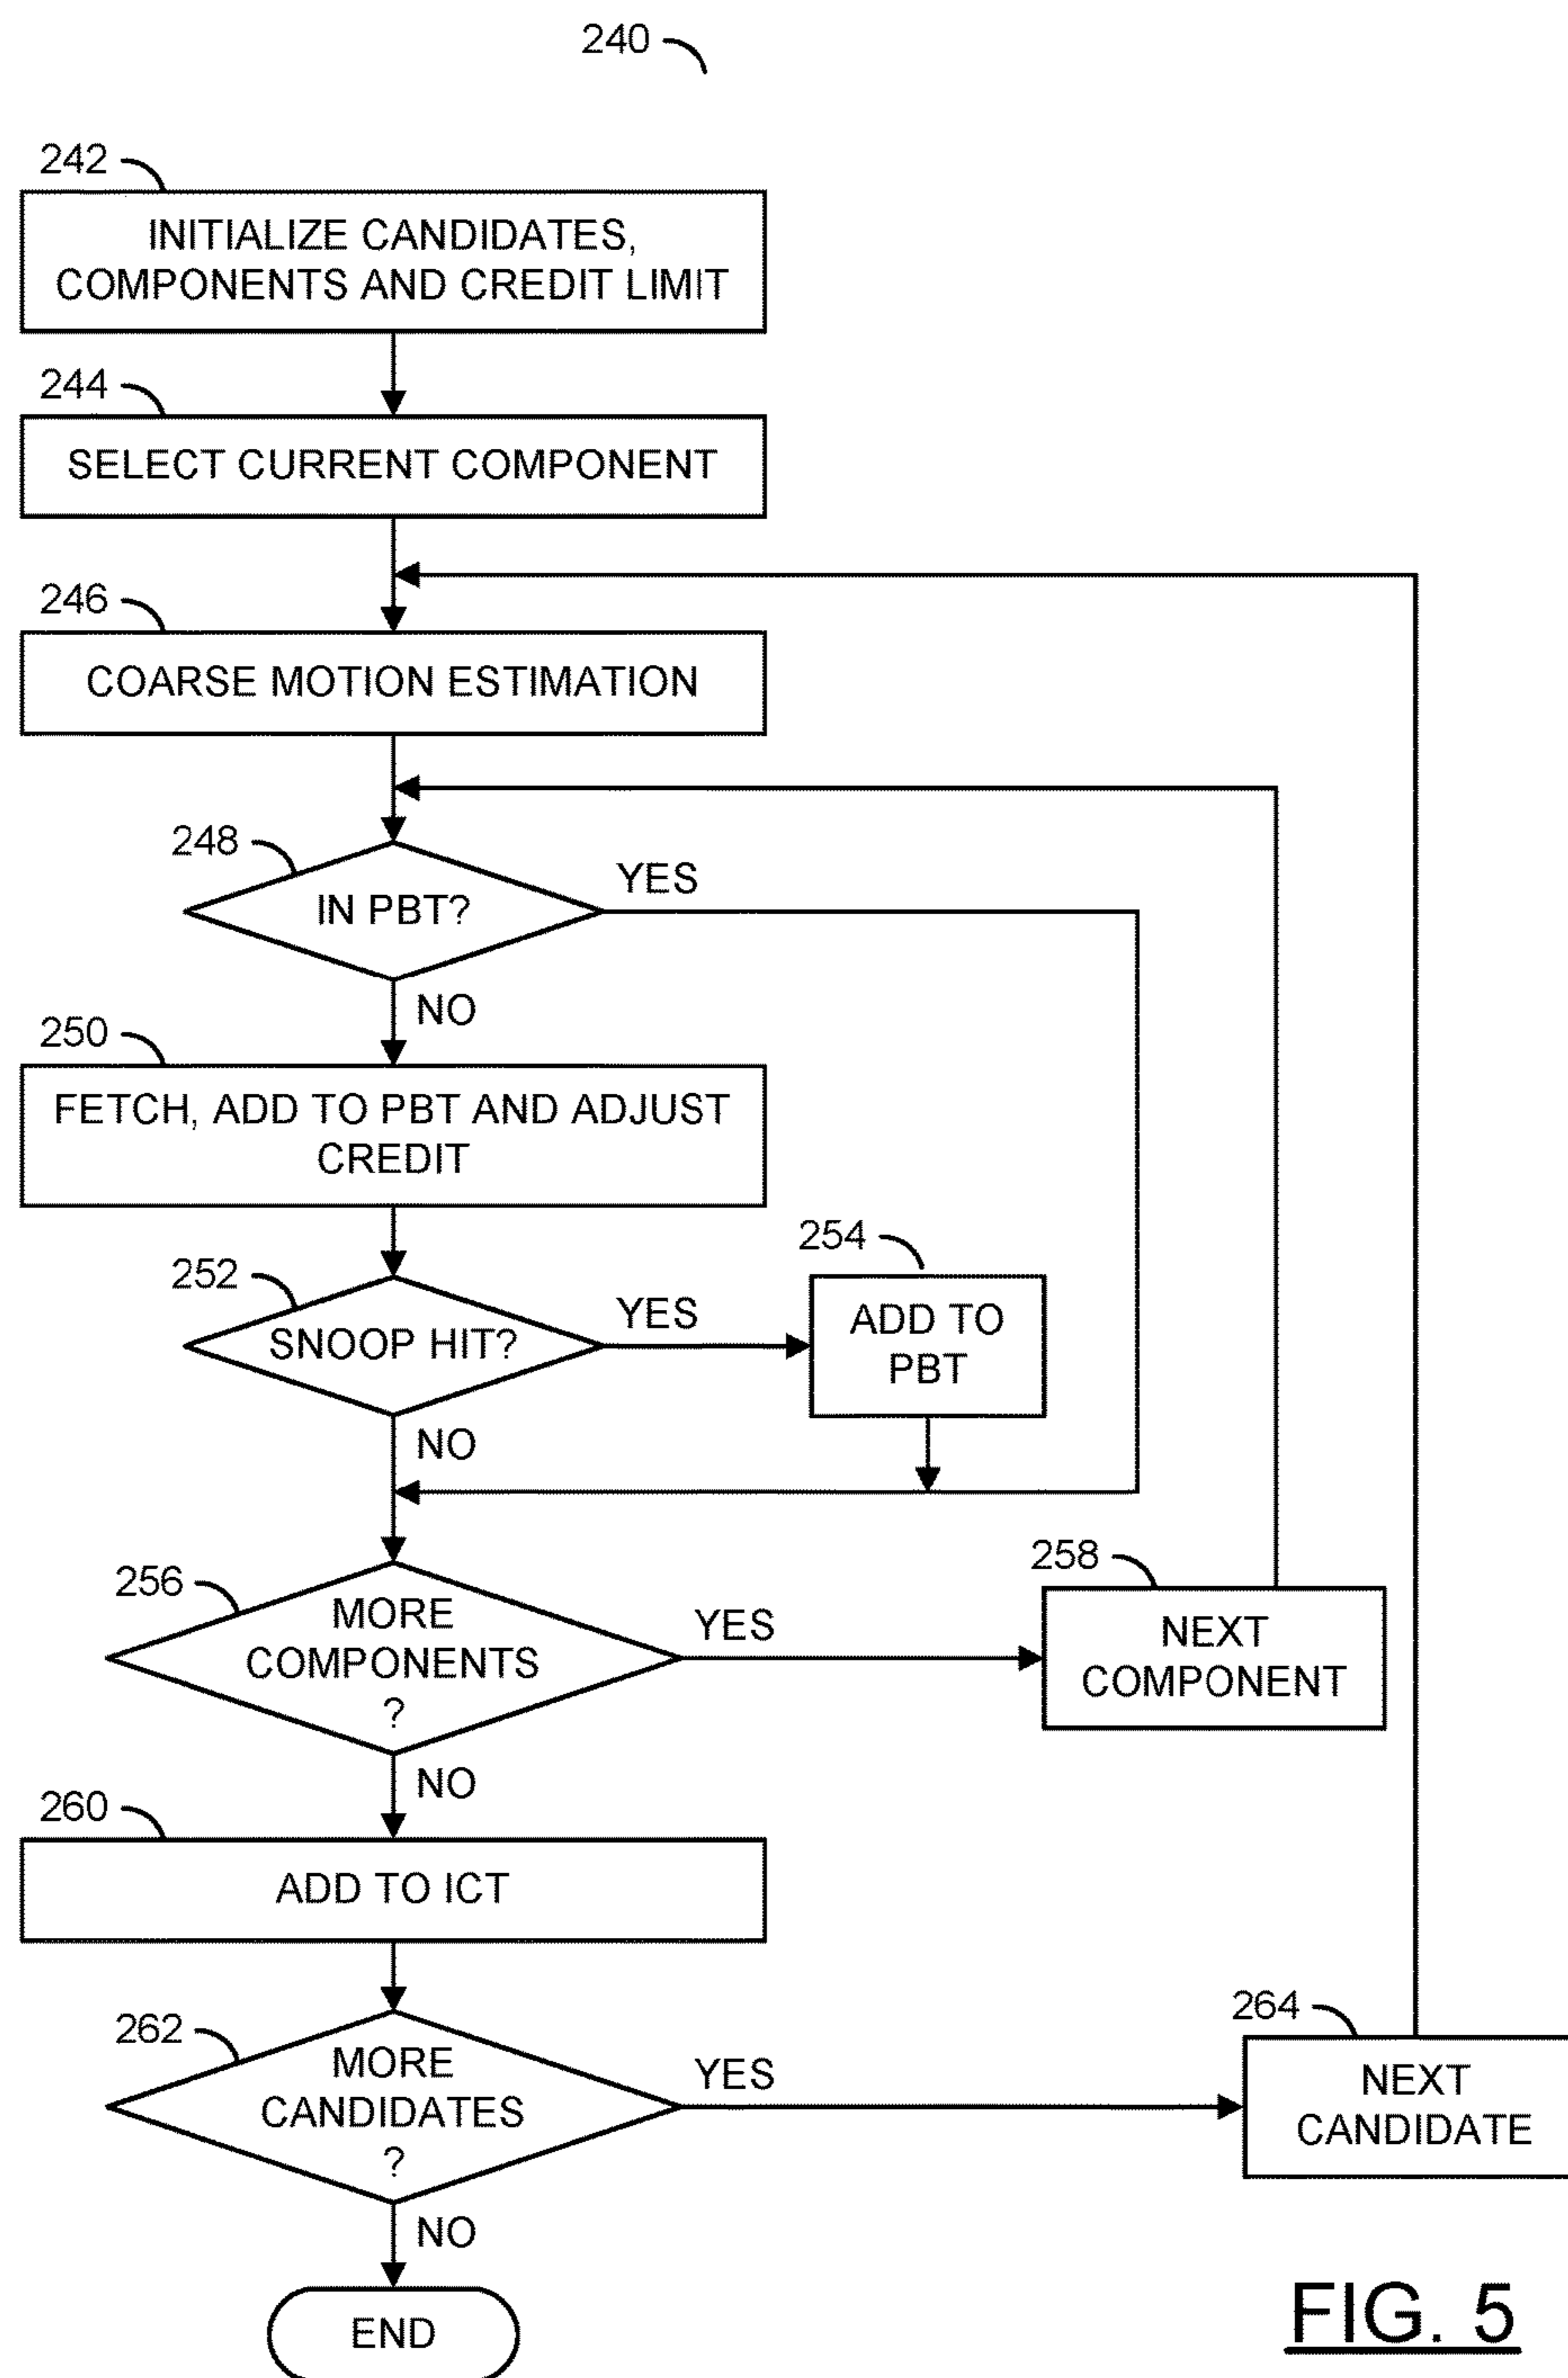 240
242
INITIALIZE CANDIDATES,
COMPONENTS AND CREDIT LIMIT
244
SELECT CURRENT COMPONENT
246
COARSE MOTION ESTIMATION
248
IN PBT?
YES
NO
250
FETCH, ADD TO PBT AND ADJUST
CREDIT
252
SNOOP HIT?
YES
254
ADD TO
PBT
NO
256
MORE
COMPONENTS
?
YES
258
NEXT
COMPONENT
NO
260
ADD TO ICT
262
MORE
CANDIDATES
?
YES
264
NEXT
CANDIDATE
NO
END
FIG. 5